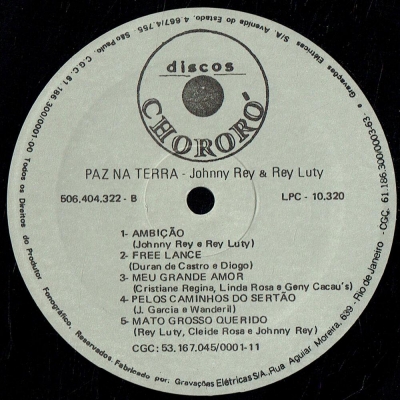 discos
CHORORÓ
PAZ NA TERRA - Johnny Rey & Rey Luty
506.404.322 - B
LPC - 10.320
1- AMBIÇÃO
(Johnny Rey e Rey Luty)
2- FREE LANCE
(Duran de Castro e Diogo)
3- MEU GRANDE AMOR
(Cristiane Regina, Linda Rosa e Geny Cacau's)
4- PELOS CAMINHOS DO SERTÃO
(J. Garcia e Wanderil)
5- MATO GROSSO QUERIDO
(Rey Luty, Cleide Rosa e Johnny Rey)
CGC: 53.167.045/0001-11
Todos os Direitos do Produtor Fonográfico, Reservados. Fabricado por: Gravações Elétricas S/A., Rua Aguiar Moreira, 639 - Rio de Janeiro - CGC. 61.186.300/0003-63 - e Gravações Elétricas S/A. Avenida do Estado, 4.667/4.755, São Paulo. C.G.C. 61.186.300/0001-00